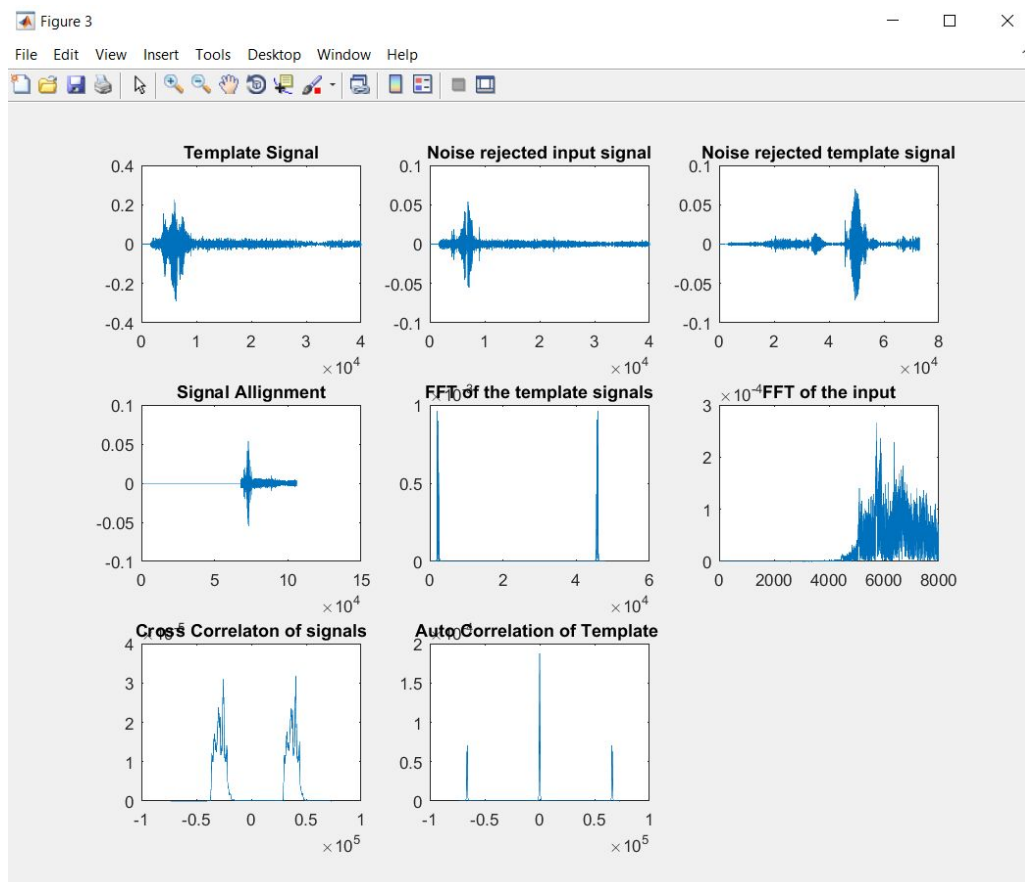 Figure 3
File Edit View Insert Tools Desktop Window Help
Template Signal
0.4
0.2
0
-0.2
-0.4
0 1 2 3 4
×10^4
Noise rejected input signal
0.1
0.05
0
-0.05
-0.1
0 1 2 3 4
×10^4
Noise rejected template signal
0.1
0.05
0
-0.05
-0.1
0 2 4 6 8
×10^4
Signal Allignment
0.1
0.05
0
-0.05
-0.1
0 5 10 15
×10^4
FFT of the template signals
×10^-3
1
0.5
0
0 2 4 6
×10^4
FFT of the input
×10^-4
3
2
1
0
0 2000 4000 6000 8000
Cross Correlaton of signals
×10^-5
4
3
2
1
0
-1 -0.5 0 0.5 1
×10^5
Auto Correlation of Template
2
1.5
1
0.5
0
-1 -0.5 0 0.5 1
×10^5